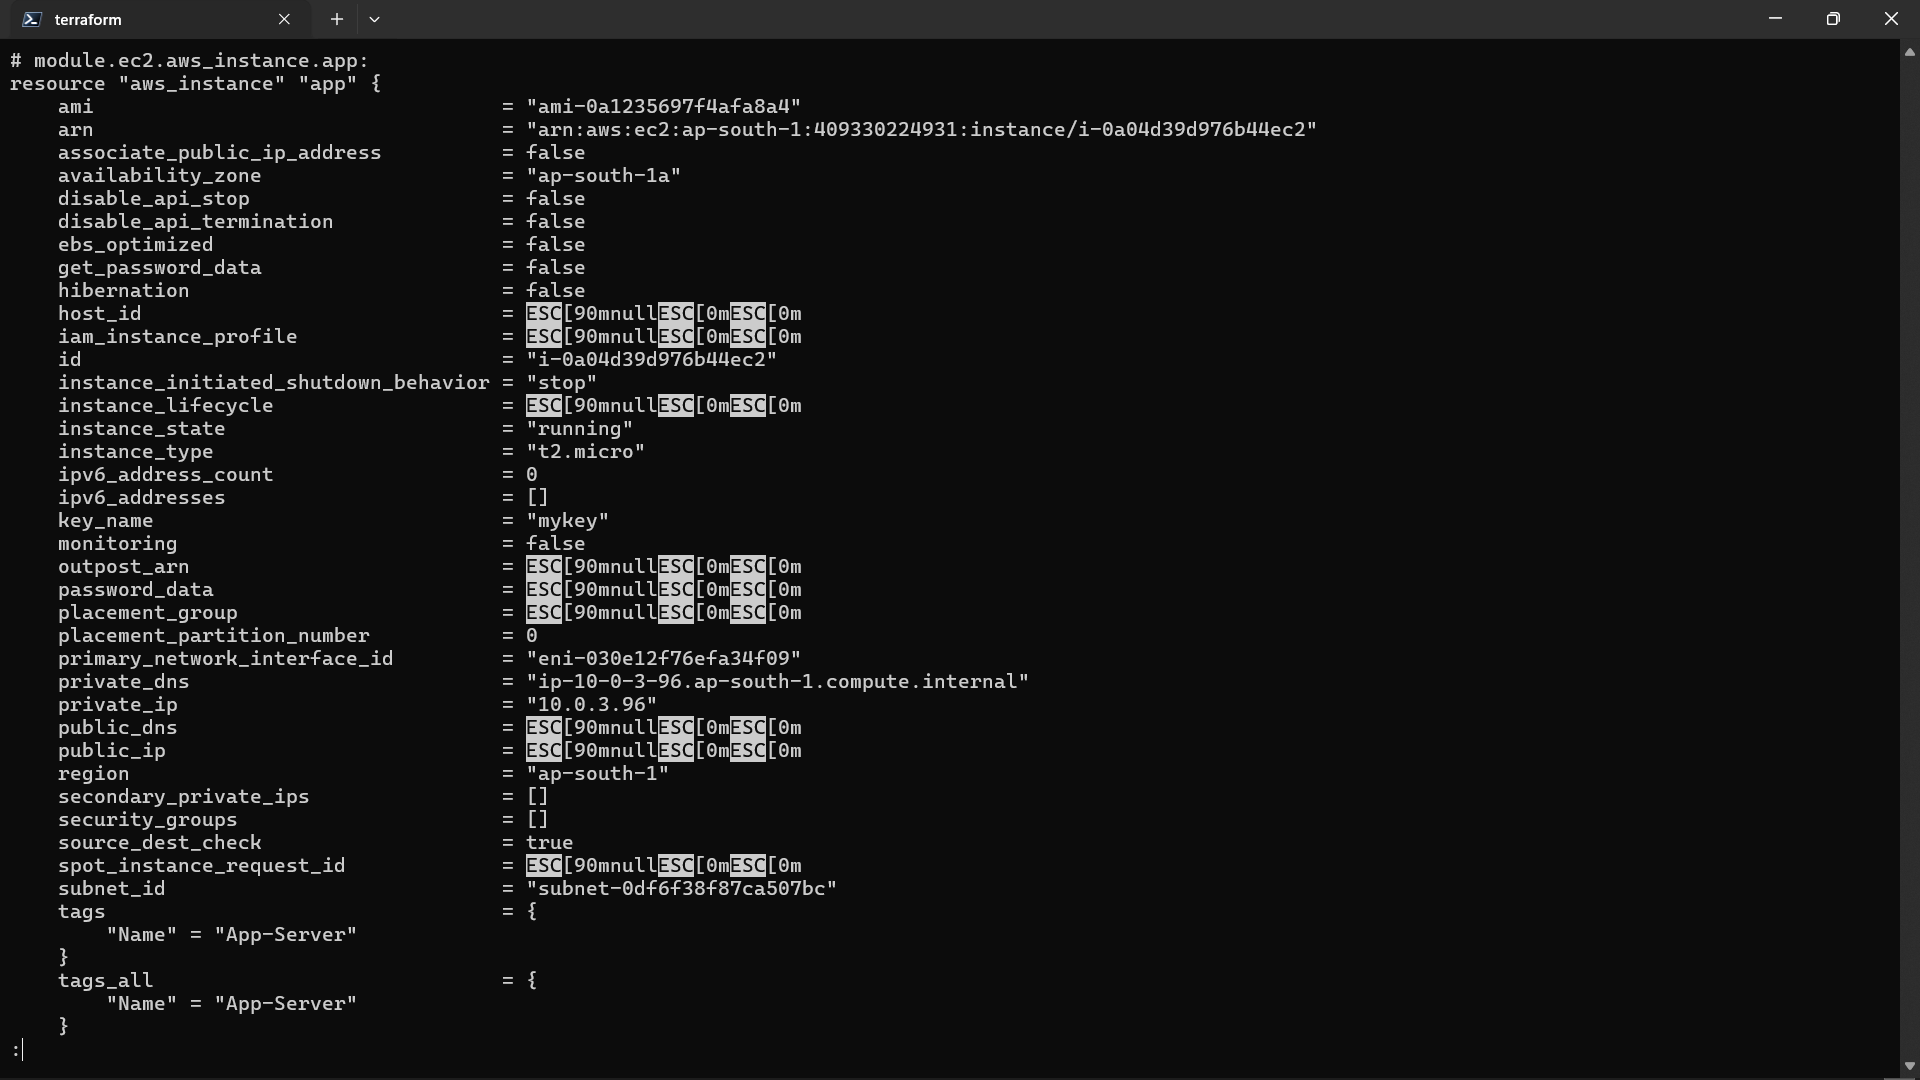 terraform
# module.ec2.aws_instance.app:
resource "aws_instance" "app" {
    ami                                  = "ami-0a1235697f4afa8a4"
    arn                                  = "arn:aws:ec2:ap-south-1:409330224931:instance/i-0a04d39d976b44ec2"
    associate_public_ip_address          = false
    availability_zone                    = "ap-south-1a"
    disable_api_stop                     = false
    disable_api_termination              = false
    ebs_optimized                        = false
    get_password_data                    = false
    hibernation                          = false
    host_id                              = ESC[90mnullESC[0mESC[0m
    iam_instance_profile                 = ESC[90mnullESC[0mESC[0m
    id                                   = "i-0a04d39d976b44ec2"
    instance_initiated_shutdown_behavior = "stop"
    instance_lifecycle                   = ESC[90mnullESC[0mESC[0m
    instance_state                       = "running"
    instance_type                        = "t2.micro"
    ipv6_address_count                   = 0
    ipv6_addresses                       = []
    key_name                             = "mykey"
    monitoring                           = false
    outpost_arn                          = ESC[90mnullESC[0mESC[0m
    password_data                        = ESC[90mnullESC[0mESC[0m
    placement_group                      = ESC[90mnullESC[0mESC[0m
    placement_partition_number           = 0
    primary_network_interface_id         = "eni-030e12f76efa34f09"
    private_dns                          = "ip-10-0-3-96.ap-south-1.compute.internal"
    private_ip                           = "10.0.3.96"
    public_dns                           = ESC[90mnullESC[0mESC[0m
    public_ip                            = ESC[90mnullESC[0mESC[0m
    region                               = "ap-south-1"
    secondary_private_ips                = []
    security_groups                      = []
    source_dest_check                    = true
    spot_instance_request_id             = ESC[90mnullESC[0mESC[0m
    subnet_id                            = "subnet-0df6f38f87ca507bc"
    tags                                 = {
        "Name" = "App-Server"
    }
    tags_all                             = {
        "Name" = "App-Server"
    }
: